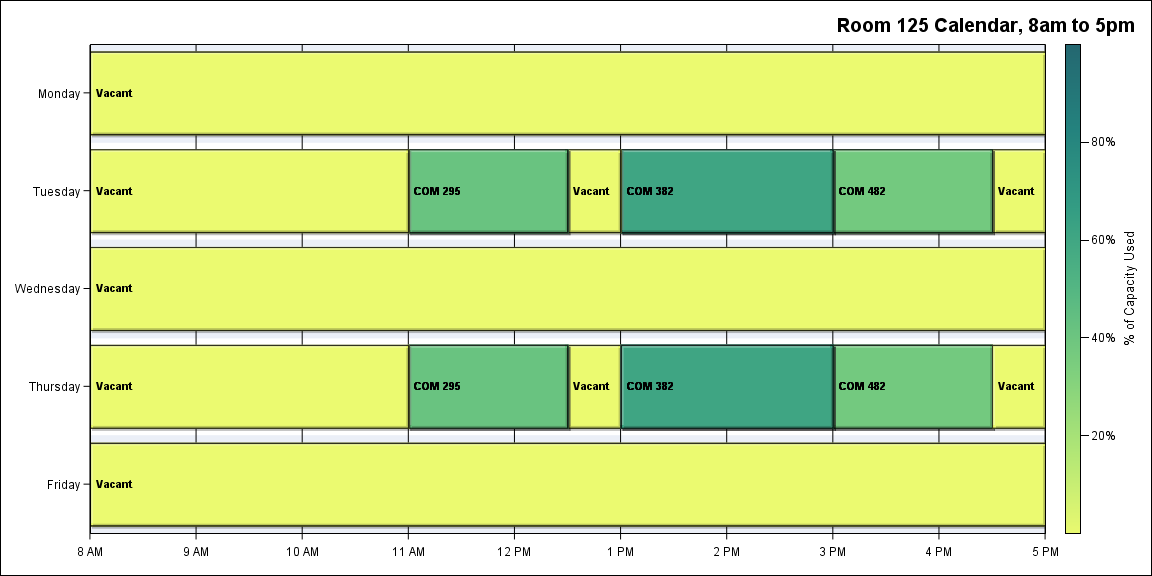 Room 125 Calendar, 8am to 5pm
Monday
Vacant
Tuesday
Vacant
COM 295
Vacant
COM 382
COM 482
Vacant
Wednesday
Vacant
Thursday
Vacant
COM 295
Vacant
COM 382
COM 482
Vacant
Friday
Vacant
8 AM
9 AM
10 AM
11 AM
12 PM
1 PM
2 PM
3 PM
4 PM
5 PM
80%
60%
40%
20%
% of Capacity Used